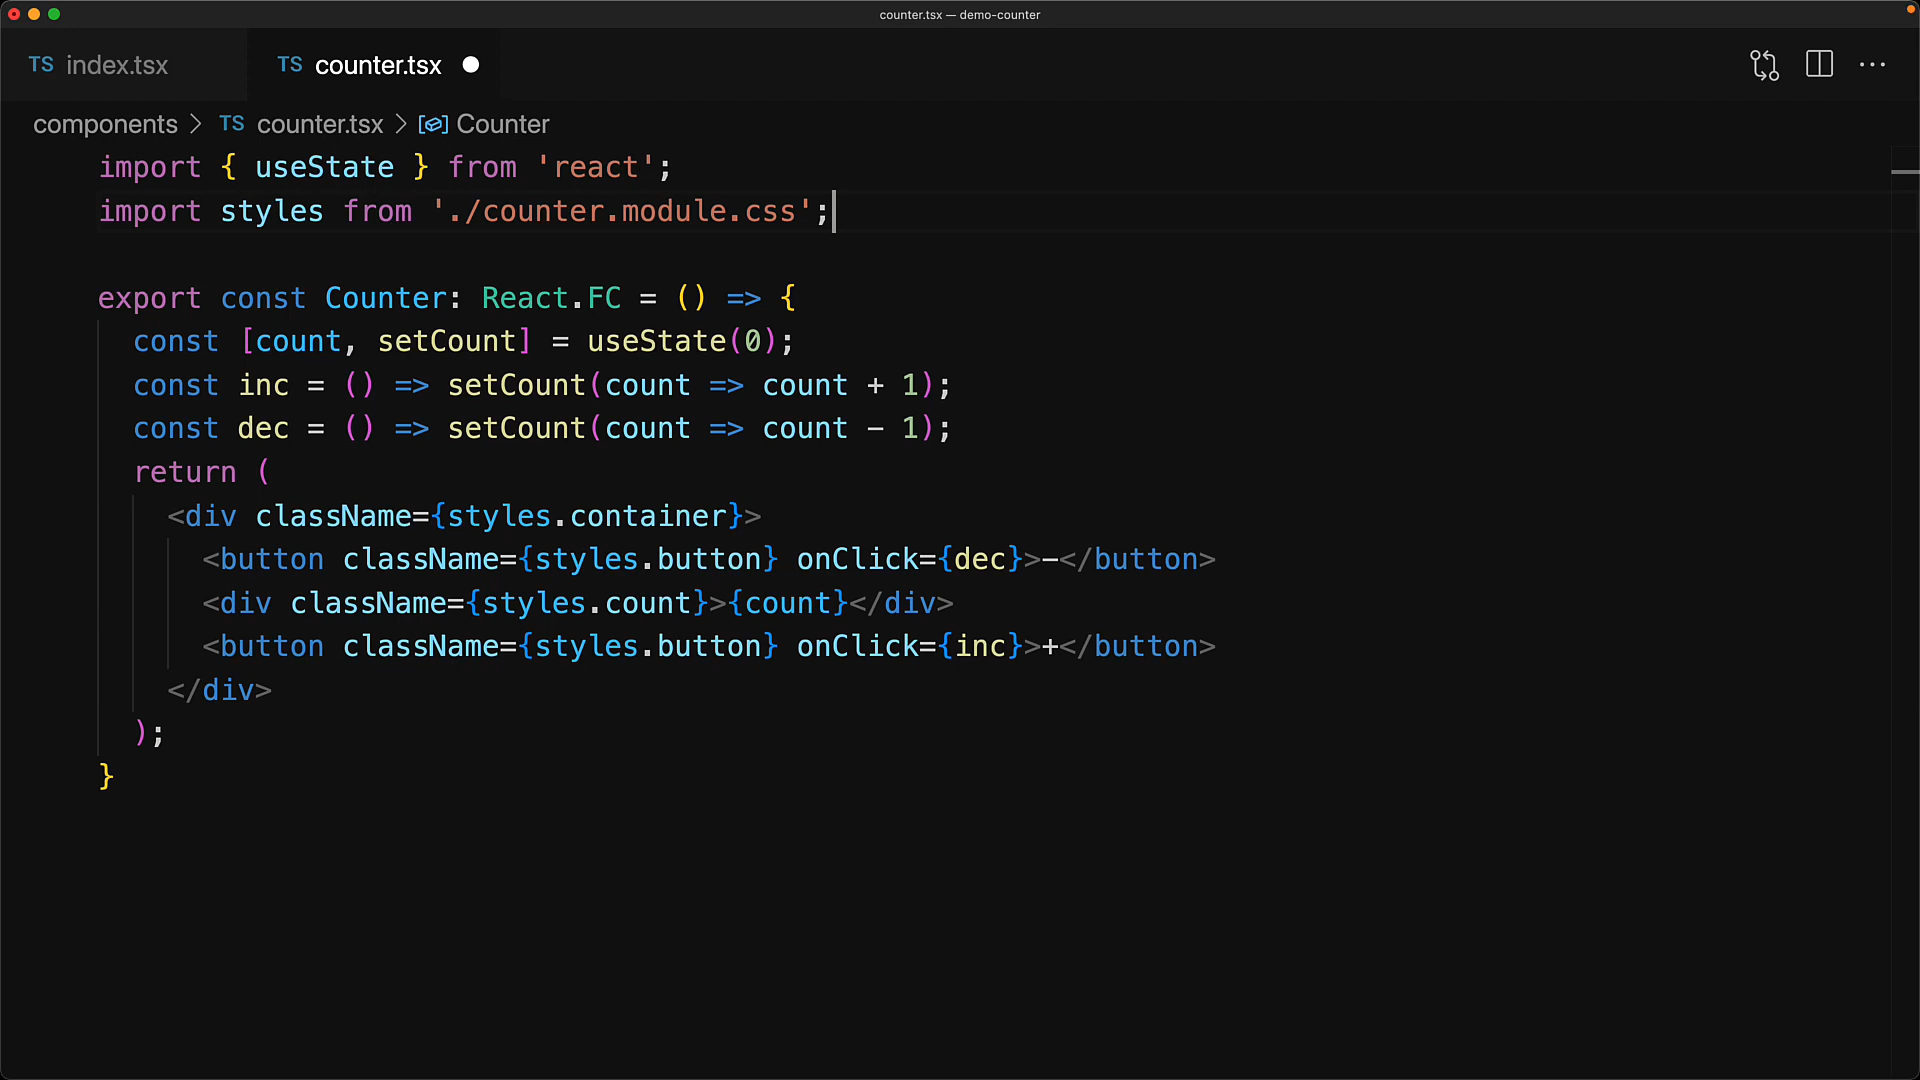 counter.tsx — demo-counter
TS index.tsx TS counter.tsx
components > TS counter.tsx > Counter
import { useState } from 'react';
import styles from './counter.module.css';
export const Counter: React.FC = () => {
const [count, setCount] = useState(0);
const inc = () => setCount(count => count + 1);
const dec = () => setCount(count => count - 1);
return (
<div className={styles.container}>
<button className={styles.button} onClick={dec}>-</button>
<div className={styles.count}>{count}</div>
<button className={styles.button} onClick={inc}>+</button>
</div>
);
}